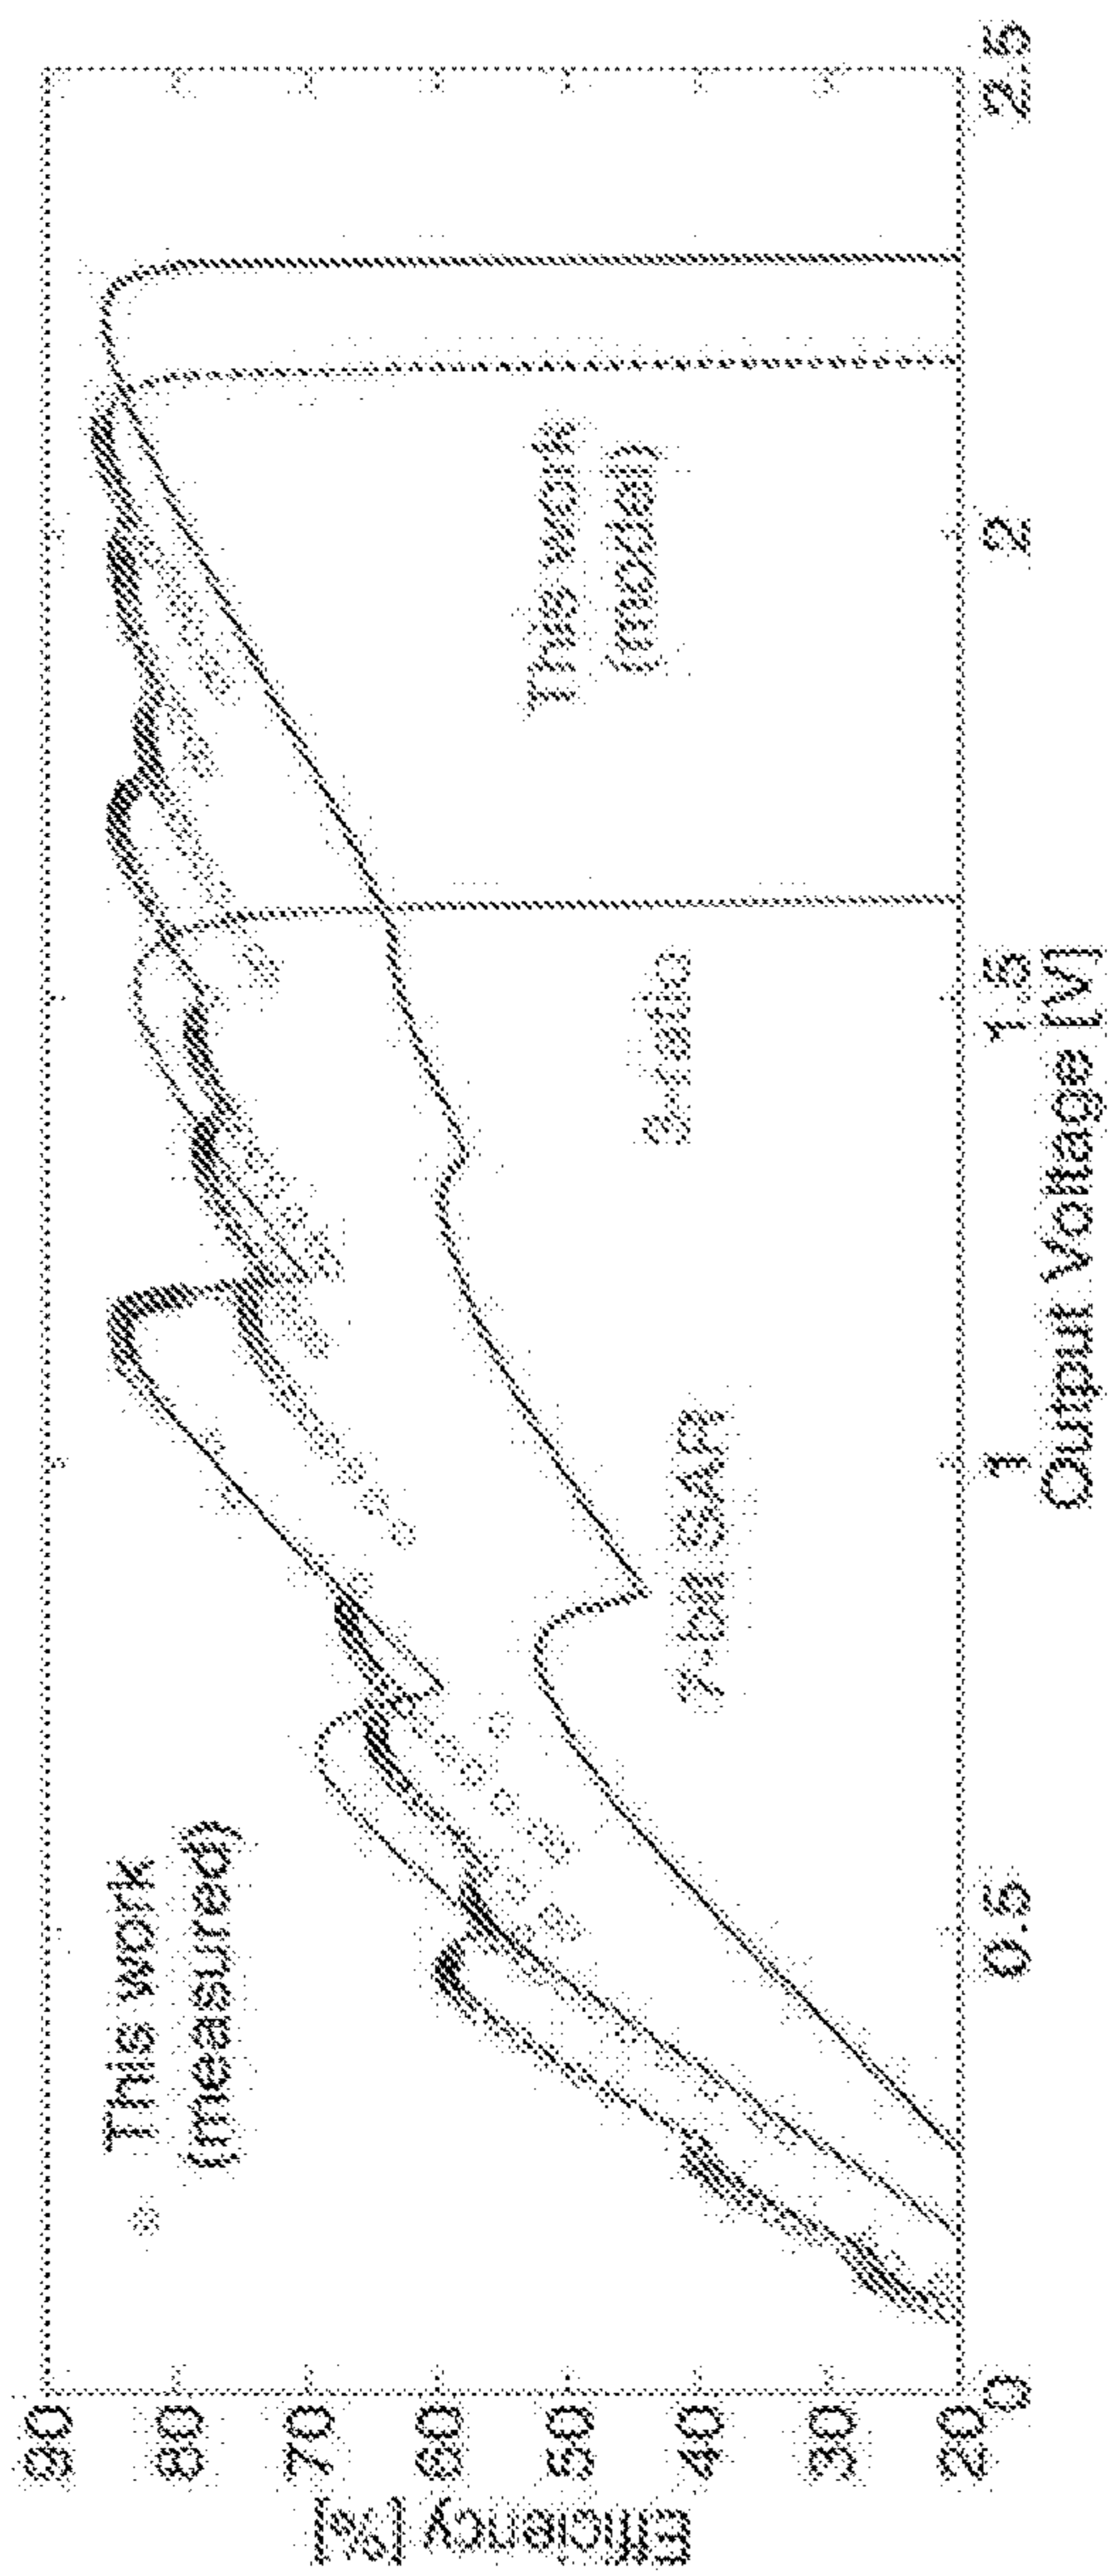 This work
(measured)
This work
(model)
3-ratio
7-bit SAR
Efficiency [%]
90
80
70
60
50
40
30
20
0
0.5
1
1.5
2
2.5
Output Voltage [V]